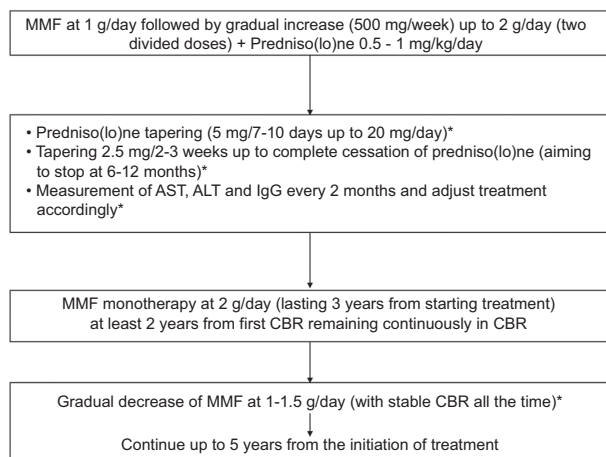 MMF at 1 g/day followed by gradual increase (500 mg/week) up to 2 g/day (two
divided doses) + Predniso(lo)ne 0.5 - 1 mg/kg/day
• Predniso(lo)ne tapering (5 mg/7-10 days up to 20 mg/day)*
• Tapering 2.5 mg/2-3 weeks up to complete cessation of predniso(lo)ne (aiming
to stop at 6-12 months)*
• Measurement of AST, ALT and IgG every 2 months and adjust treatment
accordingly*
MMF monotherapy at 2 g/day (lasting 3 years from starting treatment)
at least 2 years from first CBR remaining continuously in CBR
Gradual decrease of MMF at 1-1.5 g/day (with stable CBR all the time)*
Continue up to 5 years from the initiation of treatment